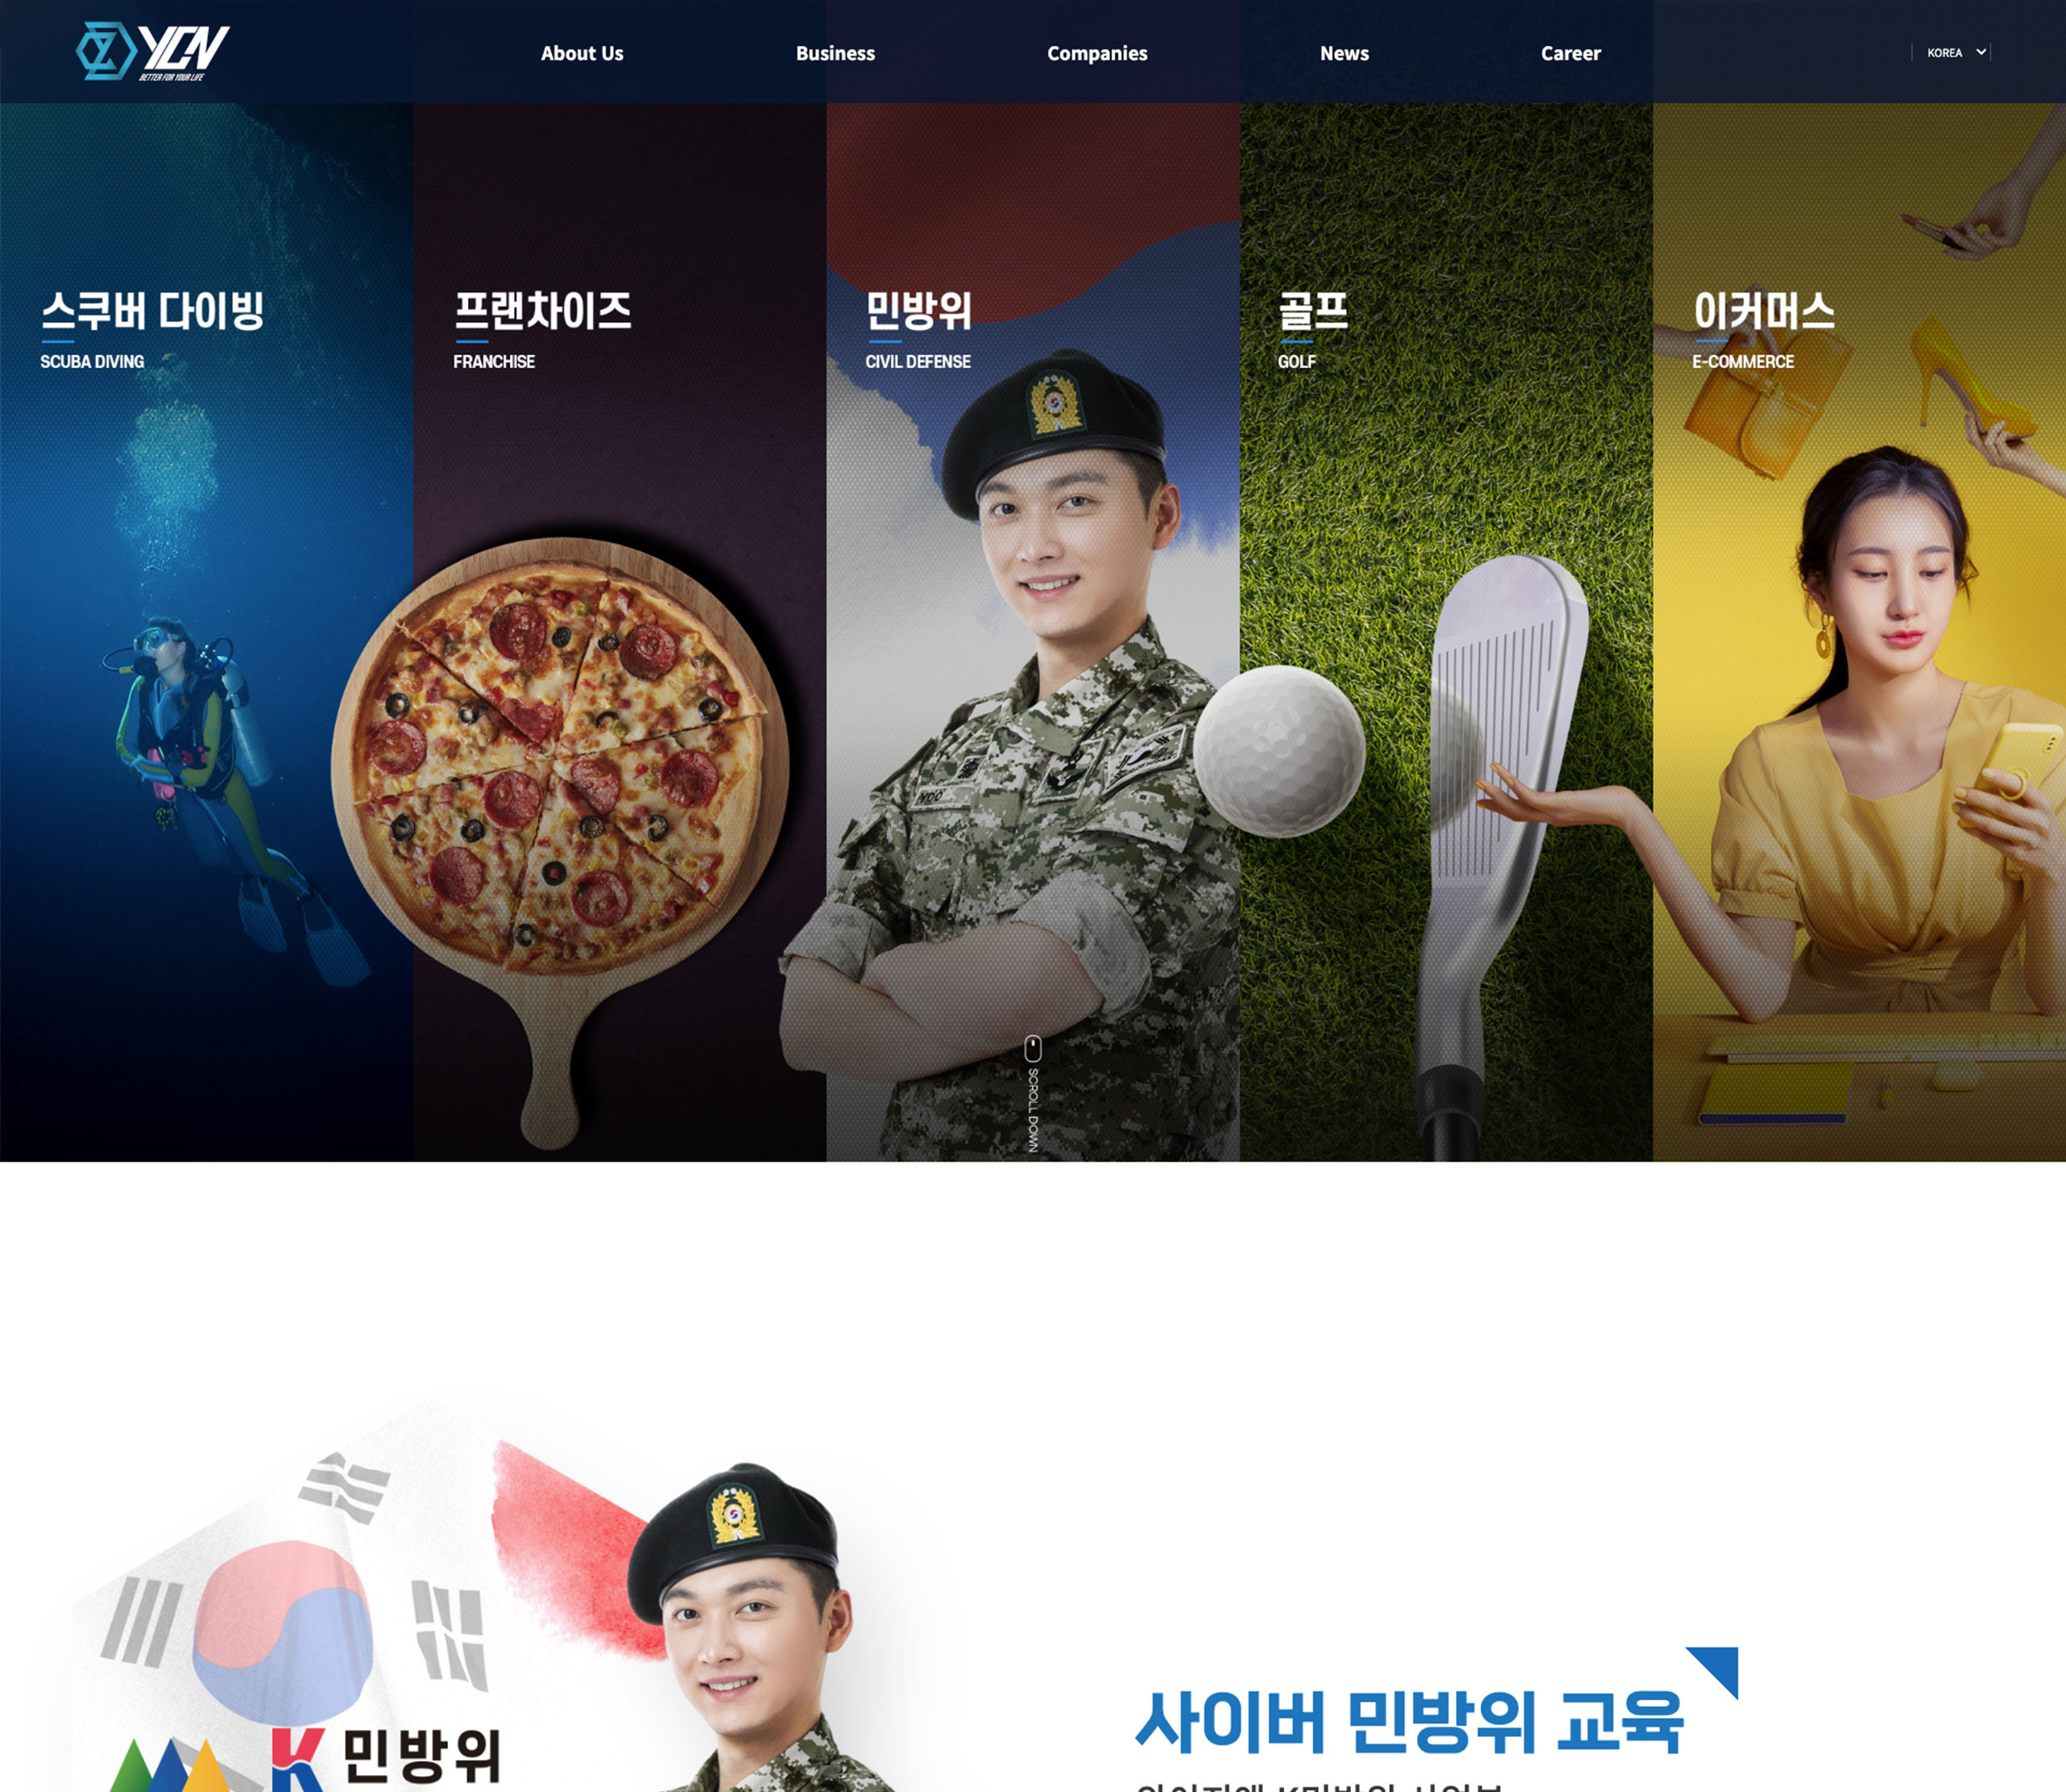 YCN
BETTER FOR YOUR LIFE
About Us
Business
Companies
News
Career
KOREA
스쿠버 다이빙
SCUBA DIVING
프랜차이즈
FRANCHISE
민방위
CIVIL DEFENSE
골프
GOLF
이커머스
E-COMMERCE
SCROLL DOWN
사이버 민방위 교육
K 민방위